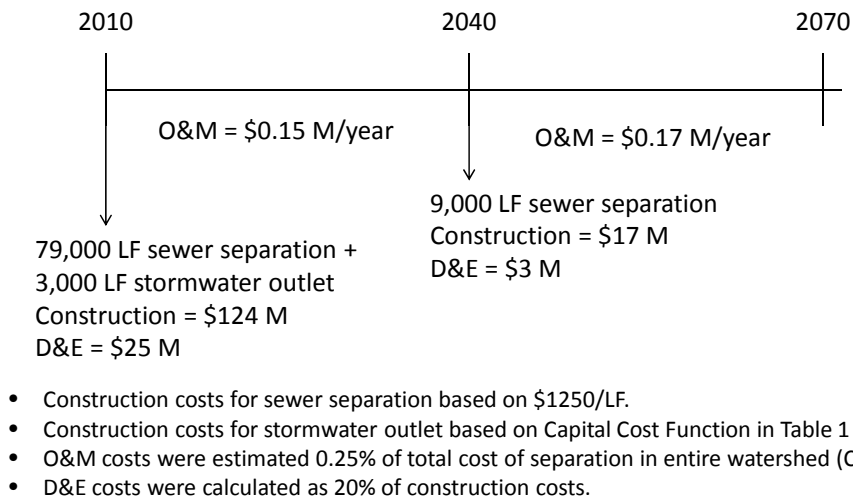 2010 2040 2070
O&M = $0.15 M/year O&M = $0.17 M/year
79,000 LF sewer separation +
3,000 LF stormwater outlet
Construction = $124 M
D&E = $25 M
9,000 LF sewer separation
Construction = $17 M
D&E = $3 M
• Construction costs for sewer separation based on $1250/LF.
• Construction costs for stormwater outlet based on Capital Cost Function in Table 1
• O&M costs were estimated 0.25% of total cost of separation in entire watershed
• D&E costs were calculated as 20% of construction costs.